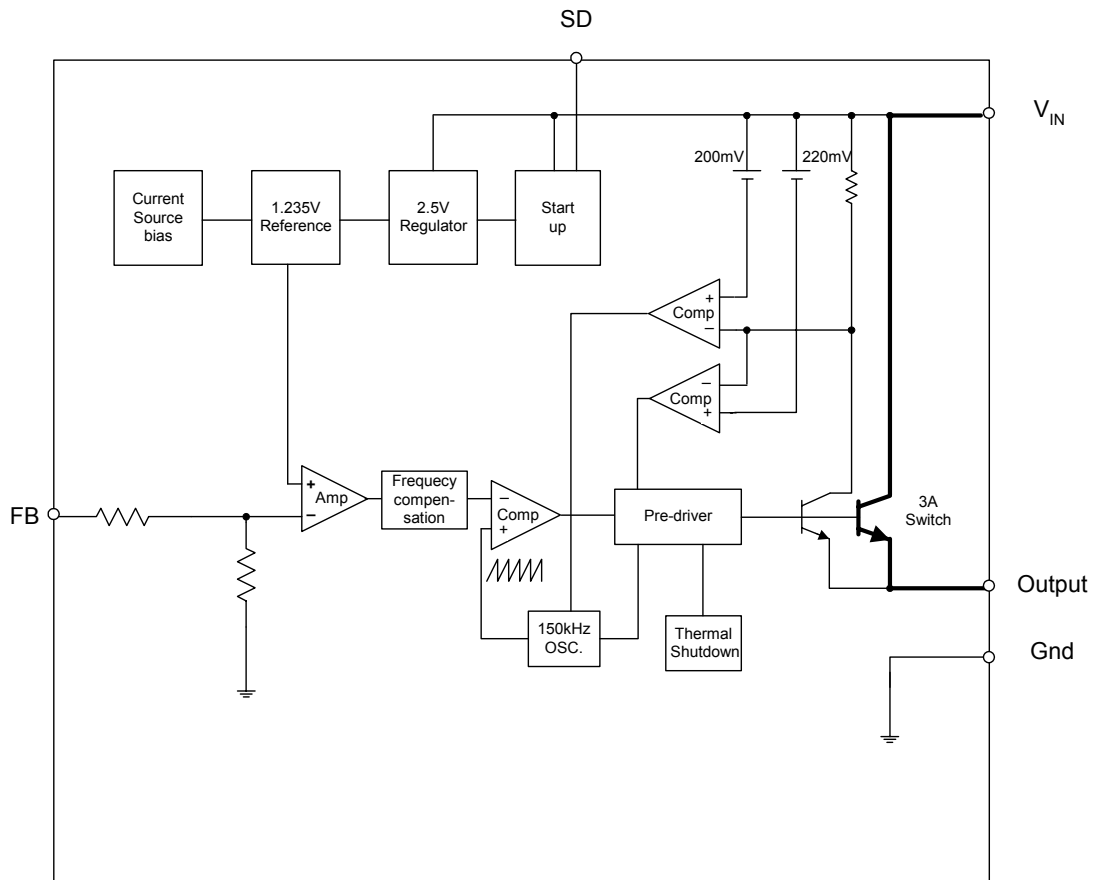 SD
V_IN
200mV
220mV
Current
Source
bias
1.235V
Reference
2.5V
Regulator
Start
up
+
Comp
−
−
Comp
+
FB
+
Amp
−
Frequecy
compen-
sation
−
Comp
+
Pre-driver
3A
Switch
150kHz
OSC.
Thermal
Shutdown
Output
Gnd